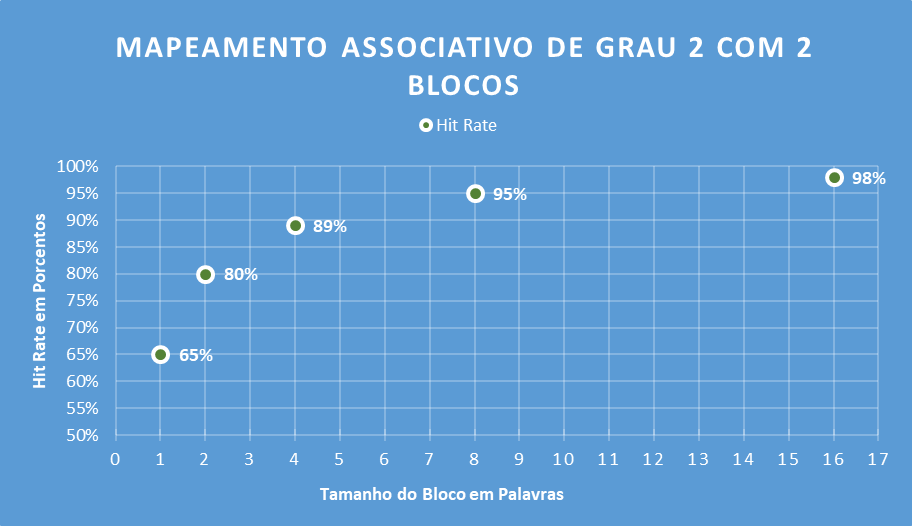 MAPEAMENTO ASSOCIATIVO DE GRAU 2 COM 2
BLOCOS
Hit Rate
100%
95%
90%
85%
80%
75%
70%
65%
60%
55%
50%
Hit Rate em Porcentos
65%
80%
89%
95%
98%
0 1 2 3 4 5 6 7 8 9 10 11 12 13 14 15 16 17
Tamanho do Bloco em Palavras